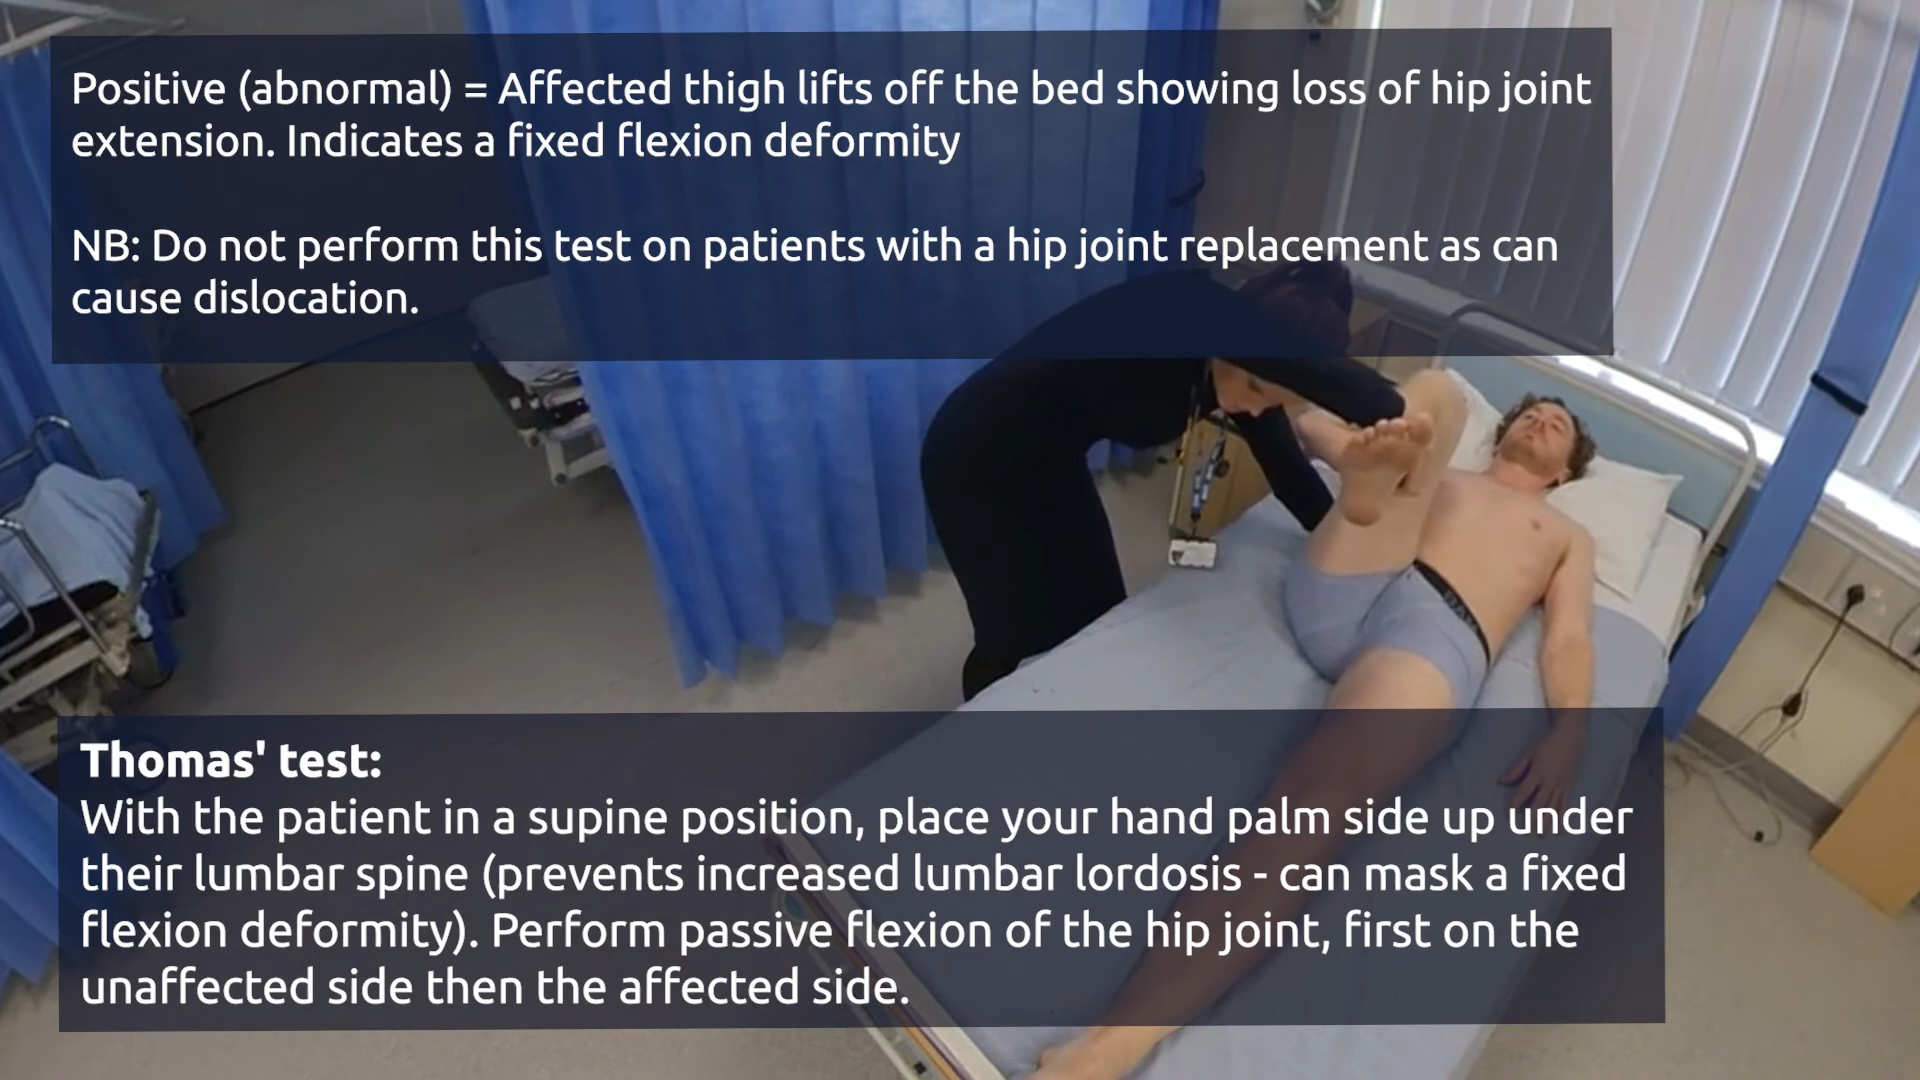 Positive (abnormal) = Affected thigh lifts off the bed showing loss of hip joint
extension. Indicates a fixed flexion deformity
NB: Do not perform this test on patients with a hip joint replacement as can
cause dislocation.
Thomas' test:
With the patient in a supine position, place your hand palm side up under
their lumbar spine (prevents increased lumbar lordosis - can mask a fixed
flexion deformity). Perform passive flexion of the hip joint, first on the
unaffected side then the affected side.